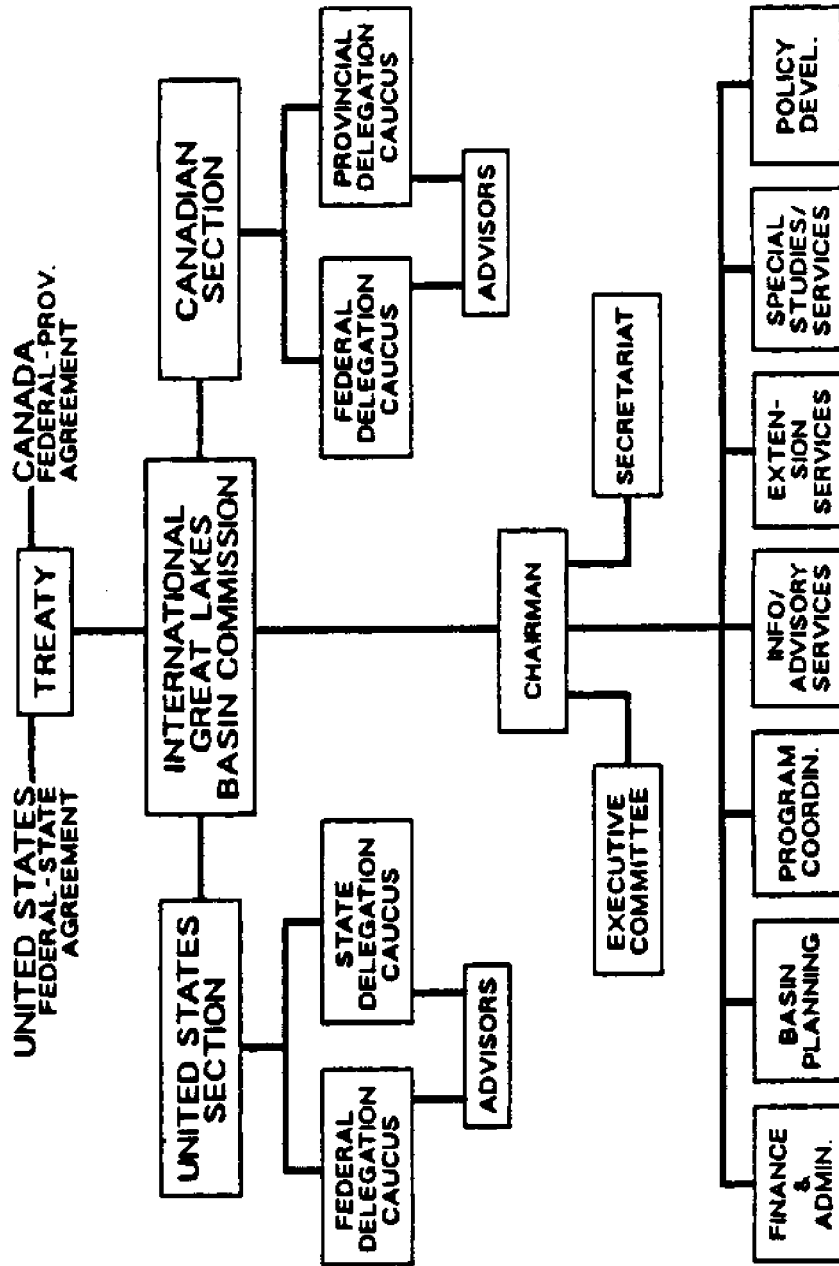 UNITED STATES
FEDERAL-STATE
AGREEMENT
TREATY
CANADA
FEDERAL-PROV.
AGREEMENT
UNITED STATES
SECTION
INTERNATIONAL
GREAT LAKES
BASIN COMMISSION
CANADIAN
SECTION
FEDERAL
DELEGATION
CAUCUS
STATE
DELEGATION
CAUCUS
ADVISORS
FEDERAL
DELEGATION
CAUCUS
PROVINCIAL
DELEGATION
CAUCUS
ADVISORS
CHAIRMAN
EXECUTIVE
COMMITTEE
SECRETARIAT
FINANCE
&
ADMIN.
BASIN
PLANNING
PROGRAM
COORDIN.
INFO/
ADVISORY
SERVICES
EXTEN-
SION
SERVICES
SPECIAL
STUDIES/
SERVICES
POLICY
DEVEL.